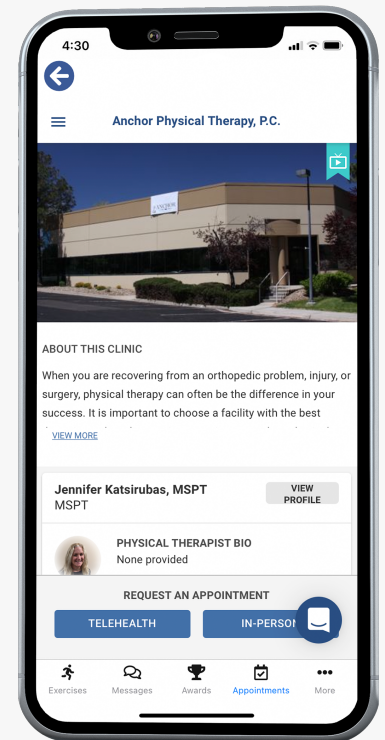 4:30
Anchor Physical Therapy, P.C.
ANCHOR
ABOUT THIS CLINIC
When you are recovering from an orthopedic problem, injury, or
surgery, physical therapy can often be the difference in your
success. It is important to choose a facility with the best
VIEW MORE
Jennifer Katsirubas, MSPT
MSPT
VIEW
PROFILE
PHYSICAL THERAPIST BIO
None provided
REQUEST AN APPOINTMENT
TELEHEALTH
IN-PERSON
Exercises
Messages
Awards
Appointments
More